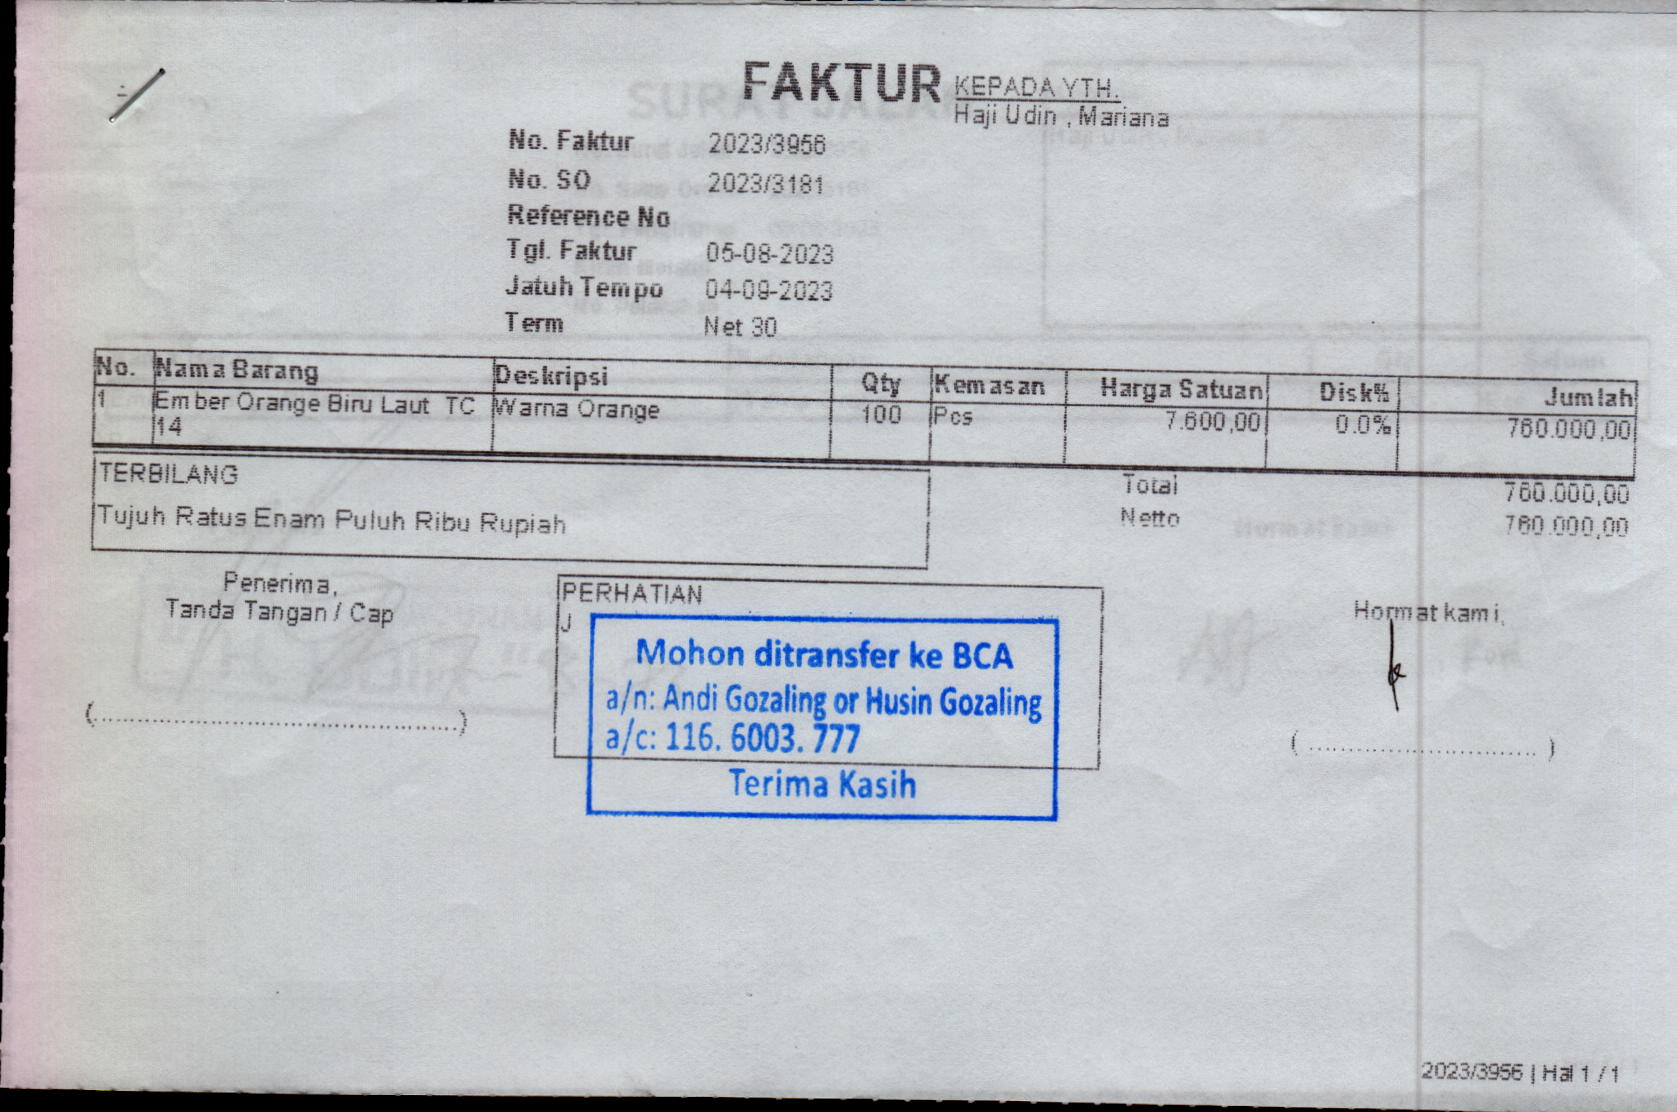 FAKTUR
KEPADA YTH.
Haji Udin , Mariana
No. Faktur 2023/3956
No. SO 2023/3181
Reference No
Tgl. Faktur 05-08-2023
Jatuh Tempo 04-09-2023
Term Net 30
No. Nama Barang Deskripsi Qty Kemasan Harga Satuan Disk% Jumlah
1 Ember Orange Biru Laut TC Warna Orange 100 Pcs 7.600,00 0.0% 760.000,00
14
TERBILANG
Tujuh Ratus Enam Puluh Ribu Rupiah
Total 760.000,00
Netto 760.000,00
Penerima,
Tanda Tangan / Cap
PERHATIAN
J
Mohon ditransfer ke BCA
a/n: Andi Gozaling or Husin Gozaling
a/c: 116. 6003. 777
Terima Kasih
Hormat kami,
(..................................................)
( .............................. )
2023/3956 | Hal 1 / 1